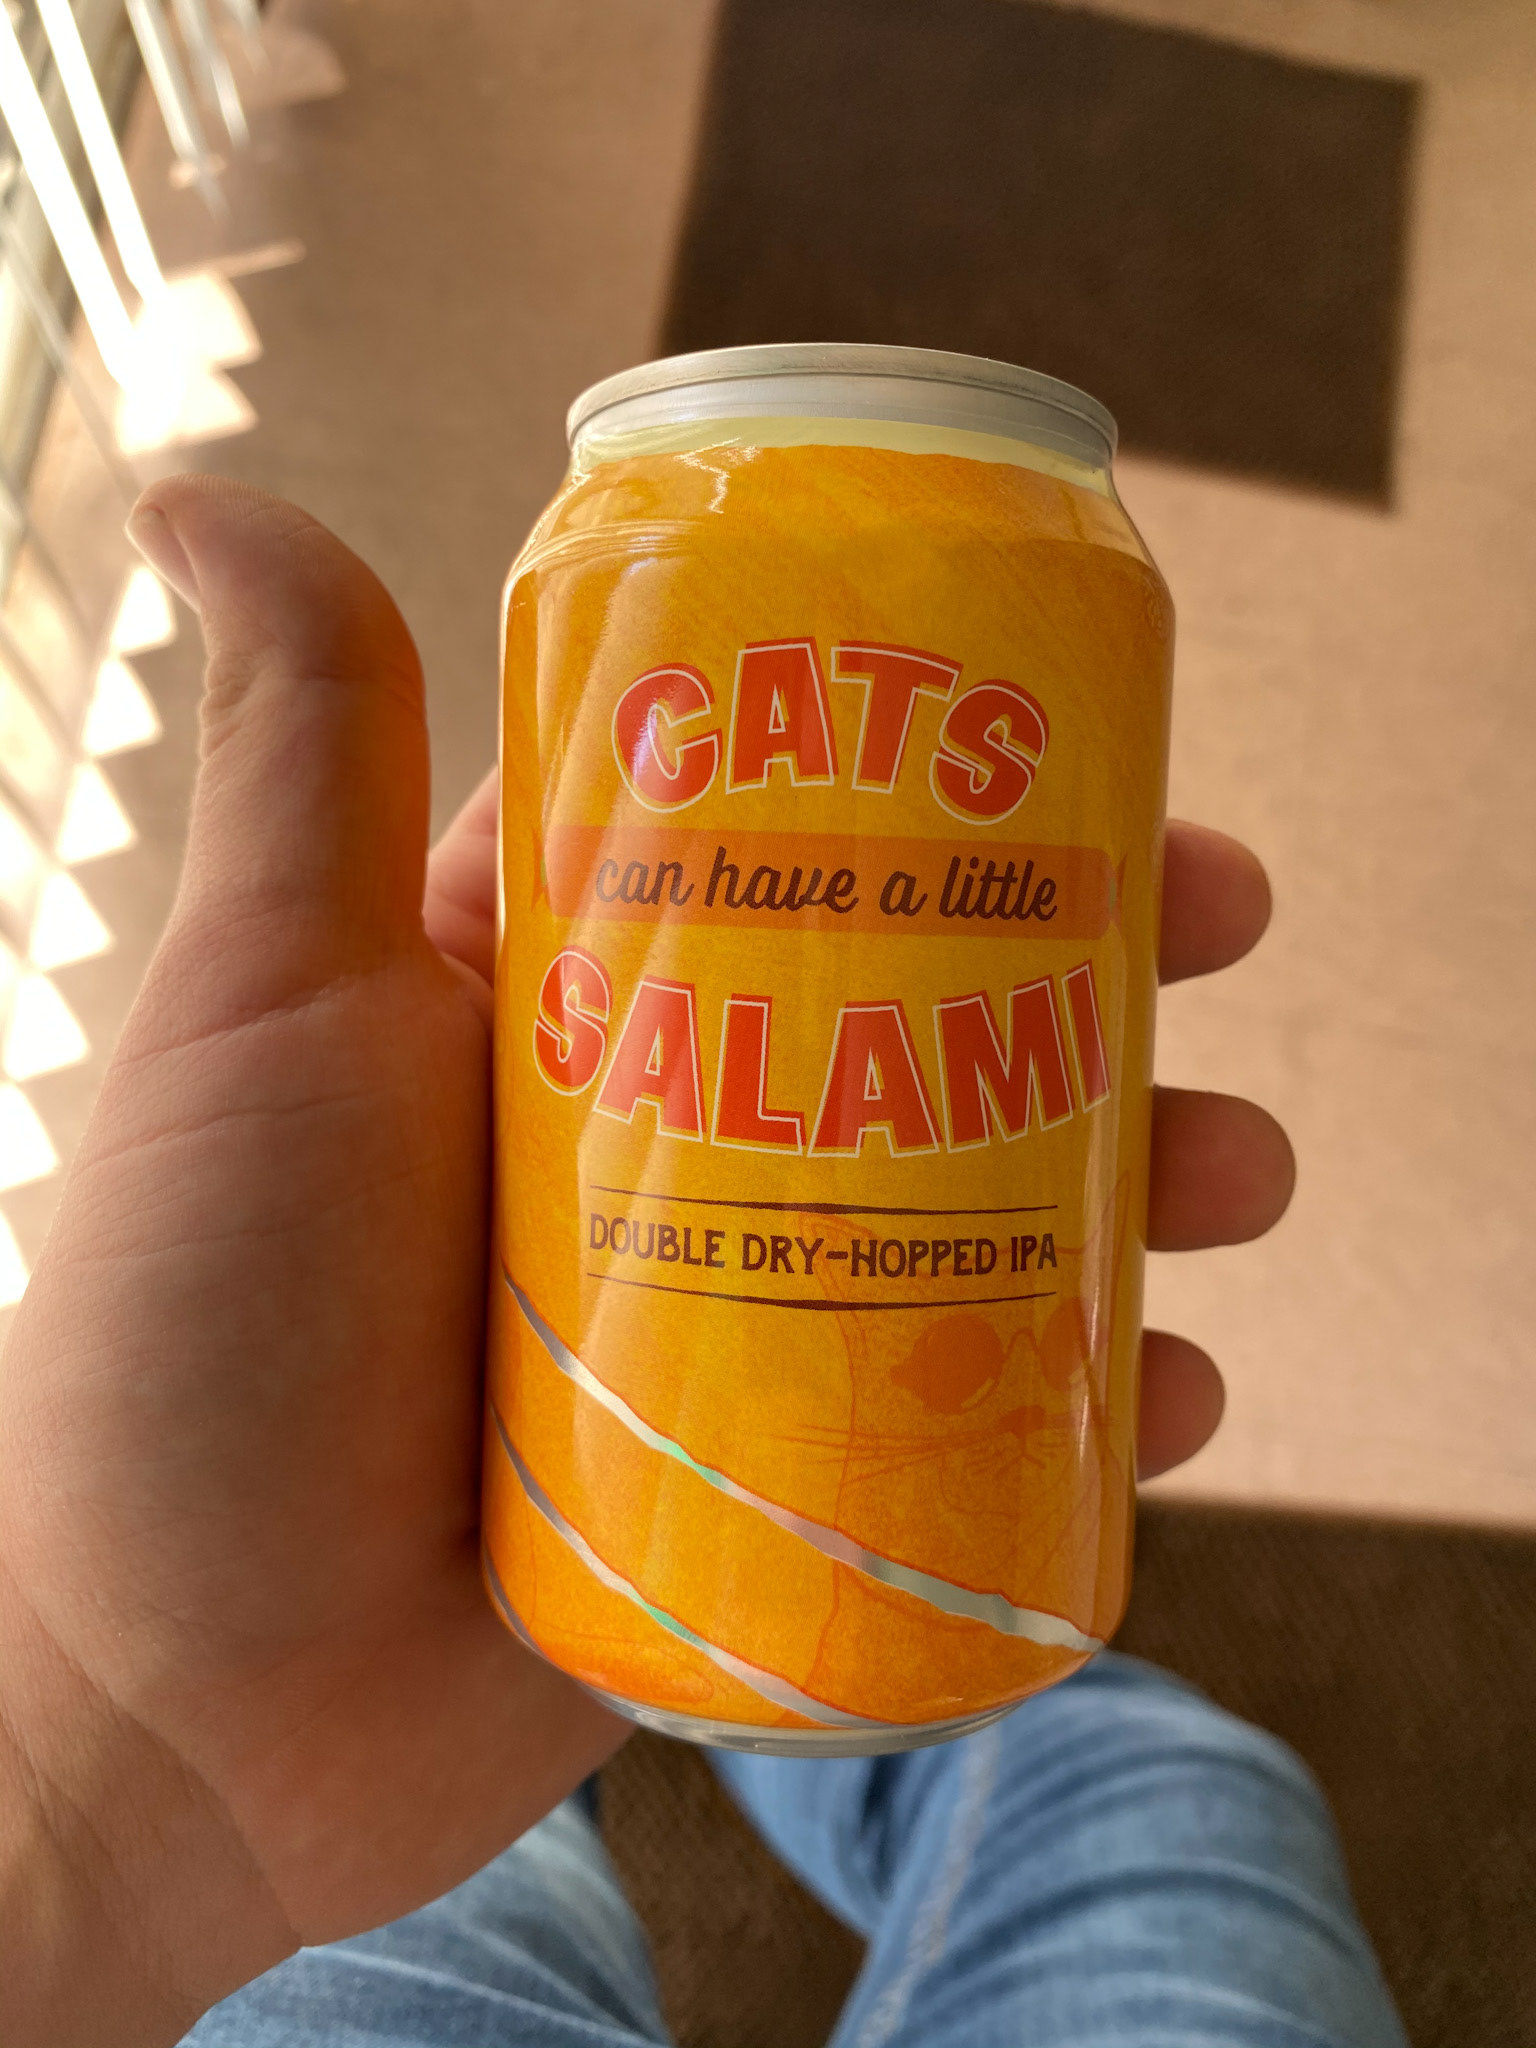 CATS
can have a little
SALAMI
DOUBLE DRY-HOPPED IPA